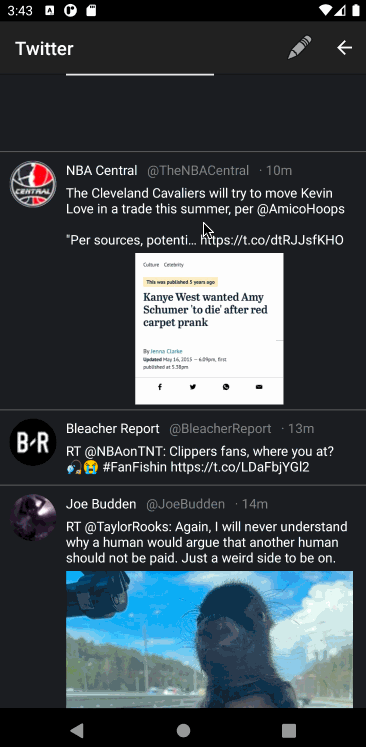 3:43
Twitter
NBA Central @TheNBACentral · 10m
The Cleveland Cavaliers will try to move Kevin
Love in a trade this summer, per @AmicoHoops
"Per sources, potenti… https://t.co/dtRJJsfKHO
CENTRAL
Culture Celebrity
This was published 5 years ago
Kanye West wanted Amy
Schumer 'to die' after red
carpet prank
By Jenna Clarke
Updated May 16, 2015 — 6.09pm, first
published at 5.38pm
Bleacher Report @BleacherReport · 13m
B/R
RT @NBAonTNT: Clippers fans, where you at?
🎣😭 #FanFishin https://t.co/LDaFbjYGl2
Joe Budden @JoeBudden · 14m
RT @TaylorRooks: Again, I will never understand
why a human would argue that another human
should not be paid. Just a weird side to be on.